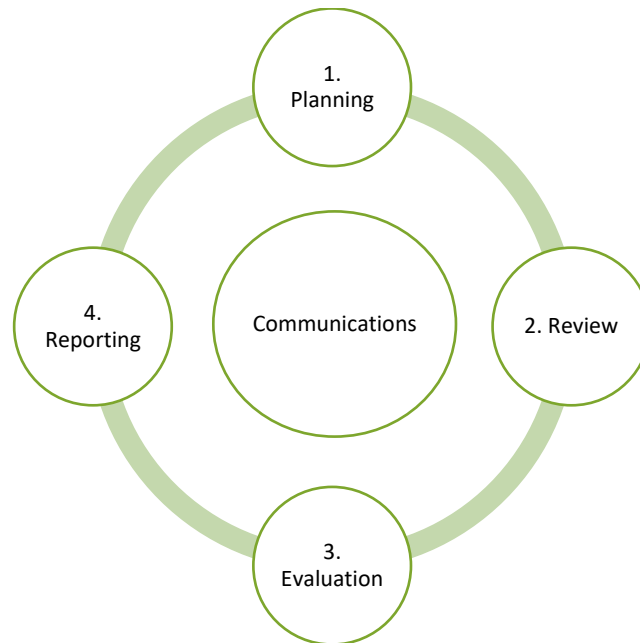 1.
Planning
Communications
2. Review
4.
Reporting
3.
Evaluation